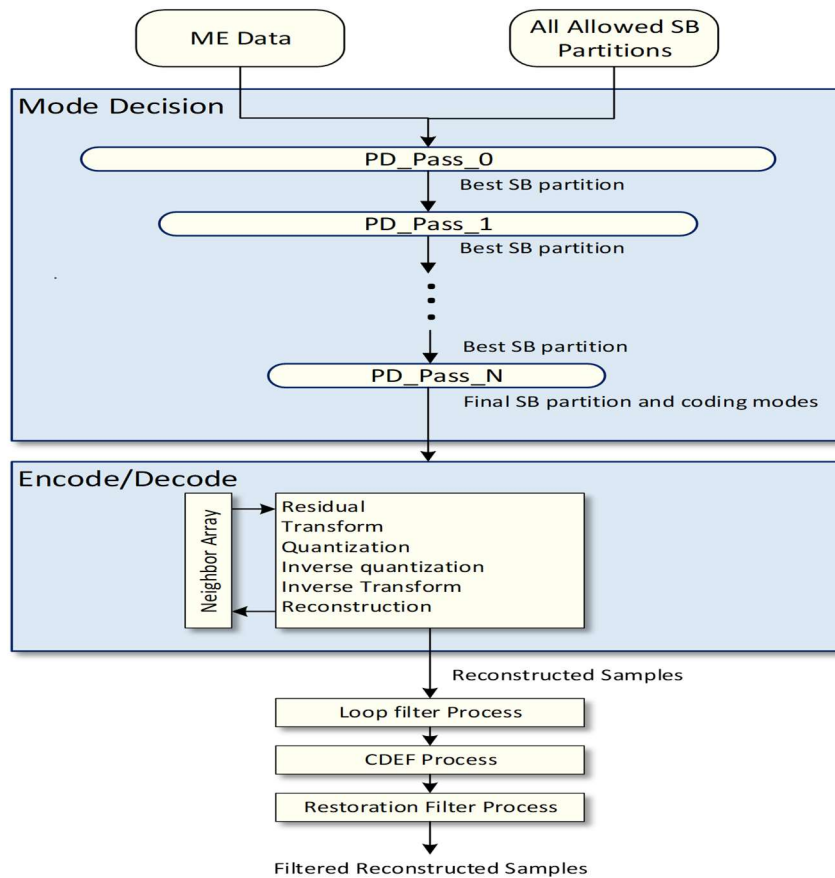 ME Data
All Allowed SB
Partitions
Mode Decision
PD_Pass_0
Best SB partition
PD_Pass_1
Best SB partition
Best SB partition
PD_Pass_N
Final SB partition and coding modes
Encode/Decode
Neighbor Array
Residual
Transform
Quantization
Inverse quantization
Inverse Transform
Reconstruction
Reconstructed Samples
Loop filter Process
CDEF Process
Restoration Filter Process
Filtered Reconstructed Samples